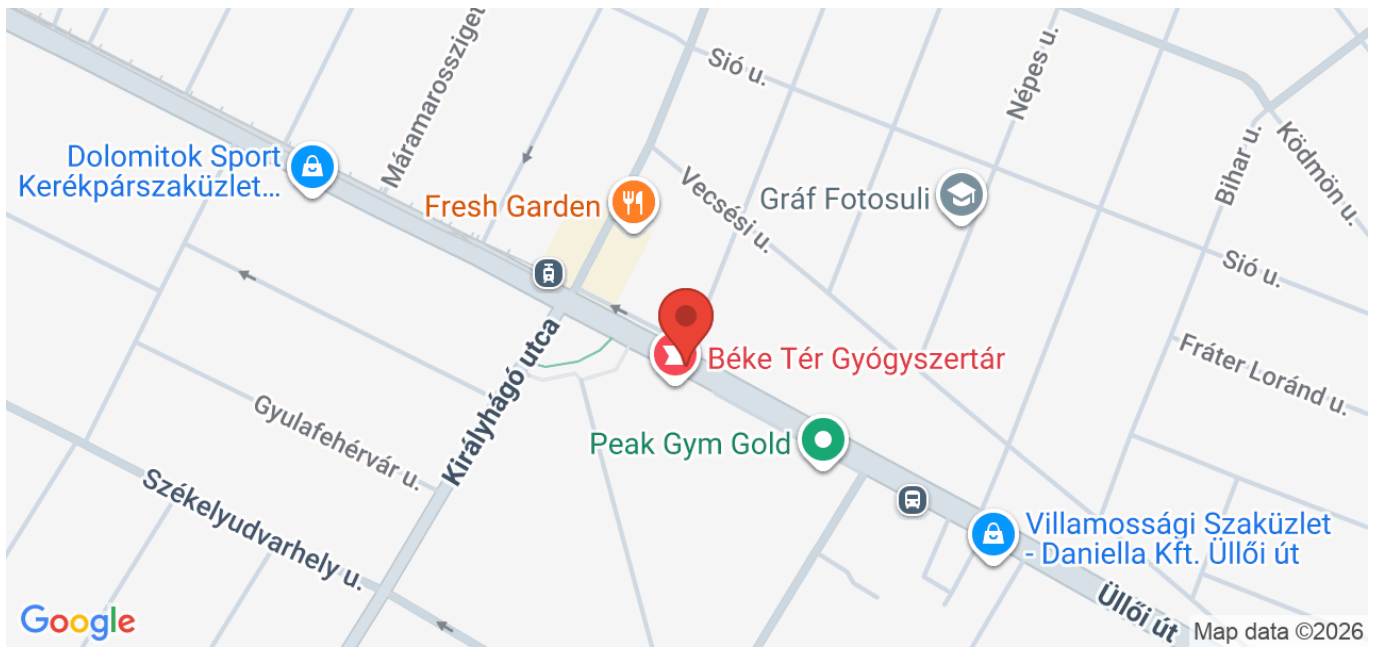 Máramarossziget
Sió u.
Népes u.
Bihar u.
Ködmön u.
Dolomitok Sport
Kerékpárszaküzlet...
Fresh Garden
Vecsési u.
Gráf Fotosuli
Sió u.
Béke Tér Gyógyszertár
Fráter Loránd u.
Királyhágó utca
Gyulafehérvár u.
Peak Gym Gold
Székelyudvarhely u.
Villamossági Szaküzlet
- Daniella Kft. Üllői út
Üllői út
Google
Map data ©2026